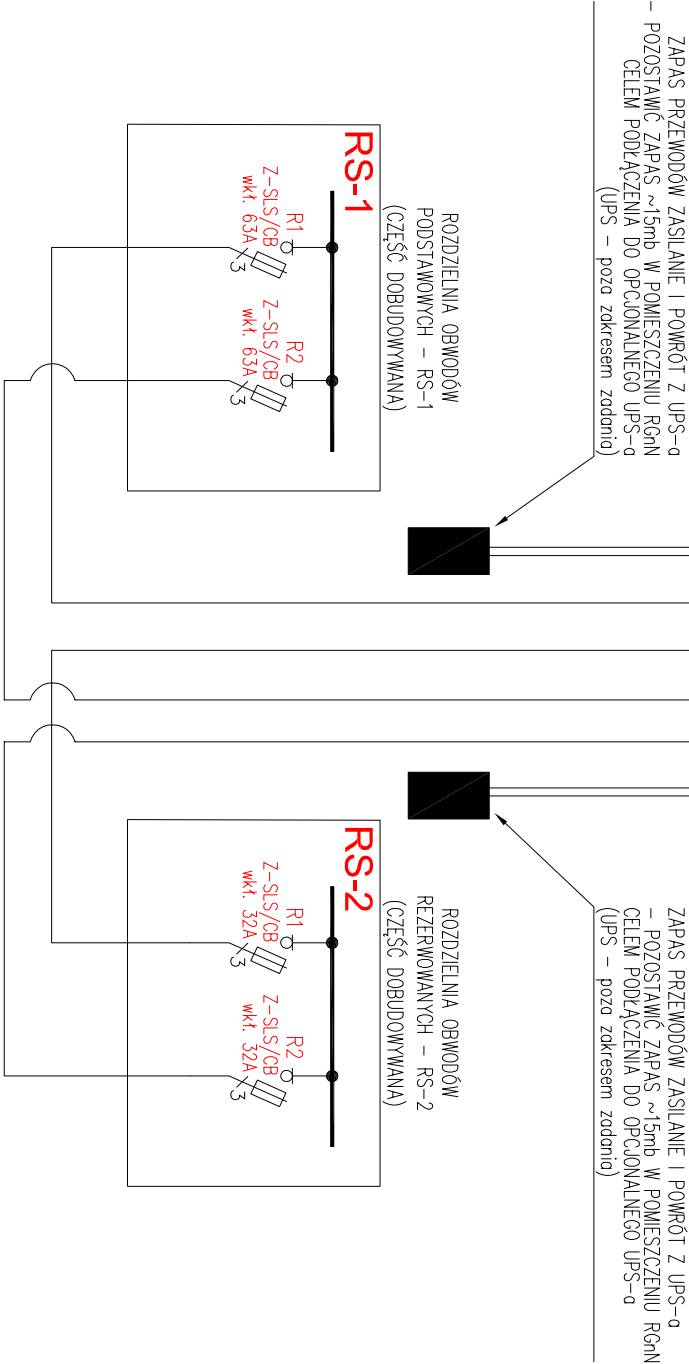 ZAPAS PRZEWODÓW ZASILANIE I POWRÓT Z UPS-a
- POZOSTAWIĆ ZAPAS ~15mb W POMIESZCZENIU RGnN
CELEM PODŁĄCZENIA DO OPCJONALNEGO UPS-a
(UPS - poza zakresem zadania)
ROZDZIELNIA OBWODÓW
PODSTAWOWYCH - RS-1
(CZĘŚĆ DOBUDOWYWANA)
RS-1
R1
Z-SLS/CB
wkł. 63A
3
R2
Z-SLS/CB
wkł. 63A
3
ZAPAS PRZEWODÓW ZASILANIE I POWRÓT Z UPS-a
- POZOSTAWIĆ ZAPAS ~15mb W POMIESZCZENIU RGnN
CELEM PODŁĄCZENIA DO OPCJONALNEGO UPS-a
(UPS - poza zakresem zadania)
ROZDZIELNIA OBWODÓW
REZERWOWANYCH - RS-2
(CZĘŚĆ DOBUDOWYWANA)
RS-2
R1
Z-SLS/CB
wkł. 32A
3
R2
Z-SLS/CB
wkł. 32A
3